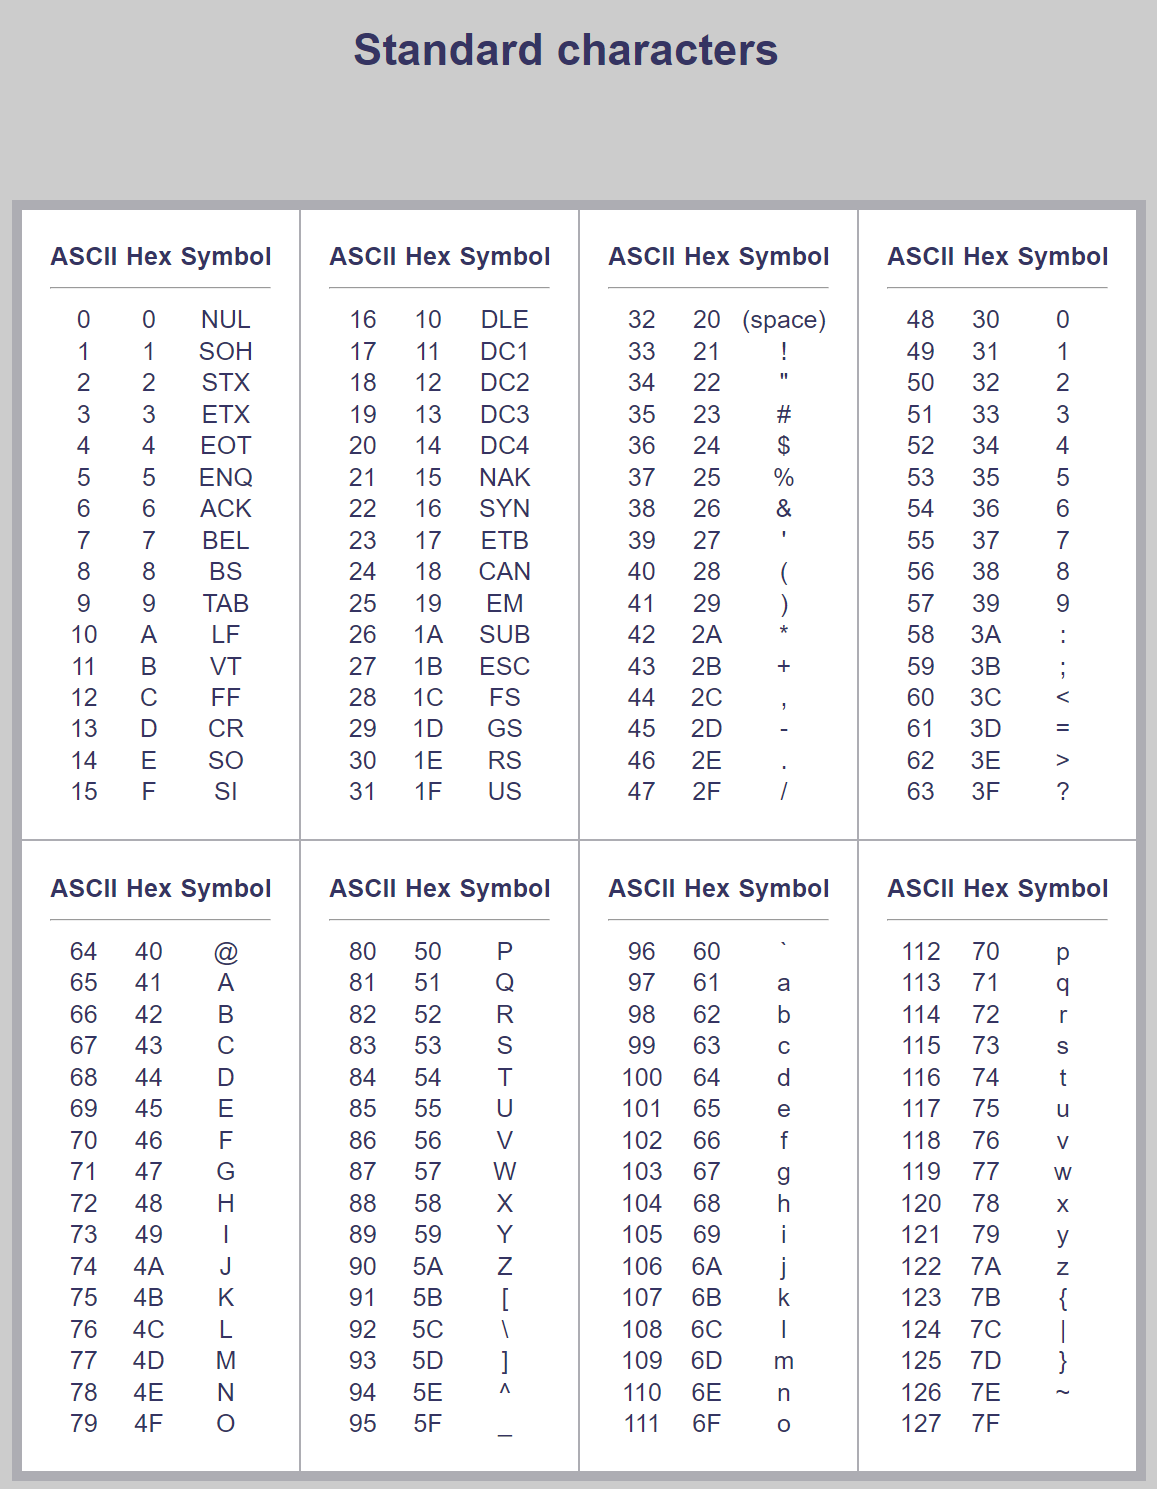 Standard characters
ASCII Hex Symbol
0 0 NUL
1 1 SOH
2 2 STX
3 3 ETX
4 4 EOT
5 5 ENQ
6 6 ACK
7 7 BEL
8 8 BS
9 9 TAB
10 A LF
11 B VT
12 C FF
13 D CR
14 E SO
15 F SI
ASCII Hex Symbol
16 10 DLE
17 11 DC1
18 12 DC2
19 13 DC3
20 14 DC4
21 15 NAK
22 16 SYN
23 17 ETB
24 18 CAN
25 19 EM
26 1A SUB
27 1B ESC
28 1C FS
29 1D GS
30 1E RS
31 1F US
ASCII Hex Symbol
32 20 (space)
33 21 !
34 22 "
35 23 #
36 24 $
37 25 %
38 26 &
39 27 '
40 28 (
41 29 )
42 2A *
43 2B +
44 2C ,
45 2D -
46 2E .
47 2F /
ASCII Hex Symbol
48 30 0
49 31 1
50 32 2
51 33 3
52 34 4
53 35 5
54 36 6
55 37 7
56 38 8
57 39 9
58 3A :
59 3B ;
60 3C <
61 3D =
62 3E >
63 3F ?
ASCII Hex Symbol
64 40 @
65 41 A
66 42 B
67 43 C
68 44 D
69 45 E
70 46 F
71 47 G
72 48 H
73 49 I
74 4A J
75 4B K
76 4C L
77 4D M
78 4E N
79 4F O
ASCII Hex Symbol
80 50 P
81 51 Q
82 52 R
83 53 S
84 54 T
85 55 U
86 56 V
87 57 W
88 58 X
89 59 Y
90 5A Z
91 5B [
92 5C \
93 5D ]
94 5E ^
95 5F _
ASCII Hex Symbol
96 60 `
97 61 a
98 62 b
99 63 c
100 64 d
101 65 e
102 66 f
103 67 g
104 68 h
105 69 i
106 6A j
107 6B k
108 6C l
109 6D m
110 6E n
111 6F o
ASCII Hex Symbol
112 70 p
113 71 q
114 72 r
115 73 s
116 74 t
117 75 u
118 76 v
119 77 w
120 78 x
121 79 y
122 7A z
123 7B {
124 7C |
125 7D }
126 7E ~
127 7F